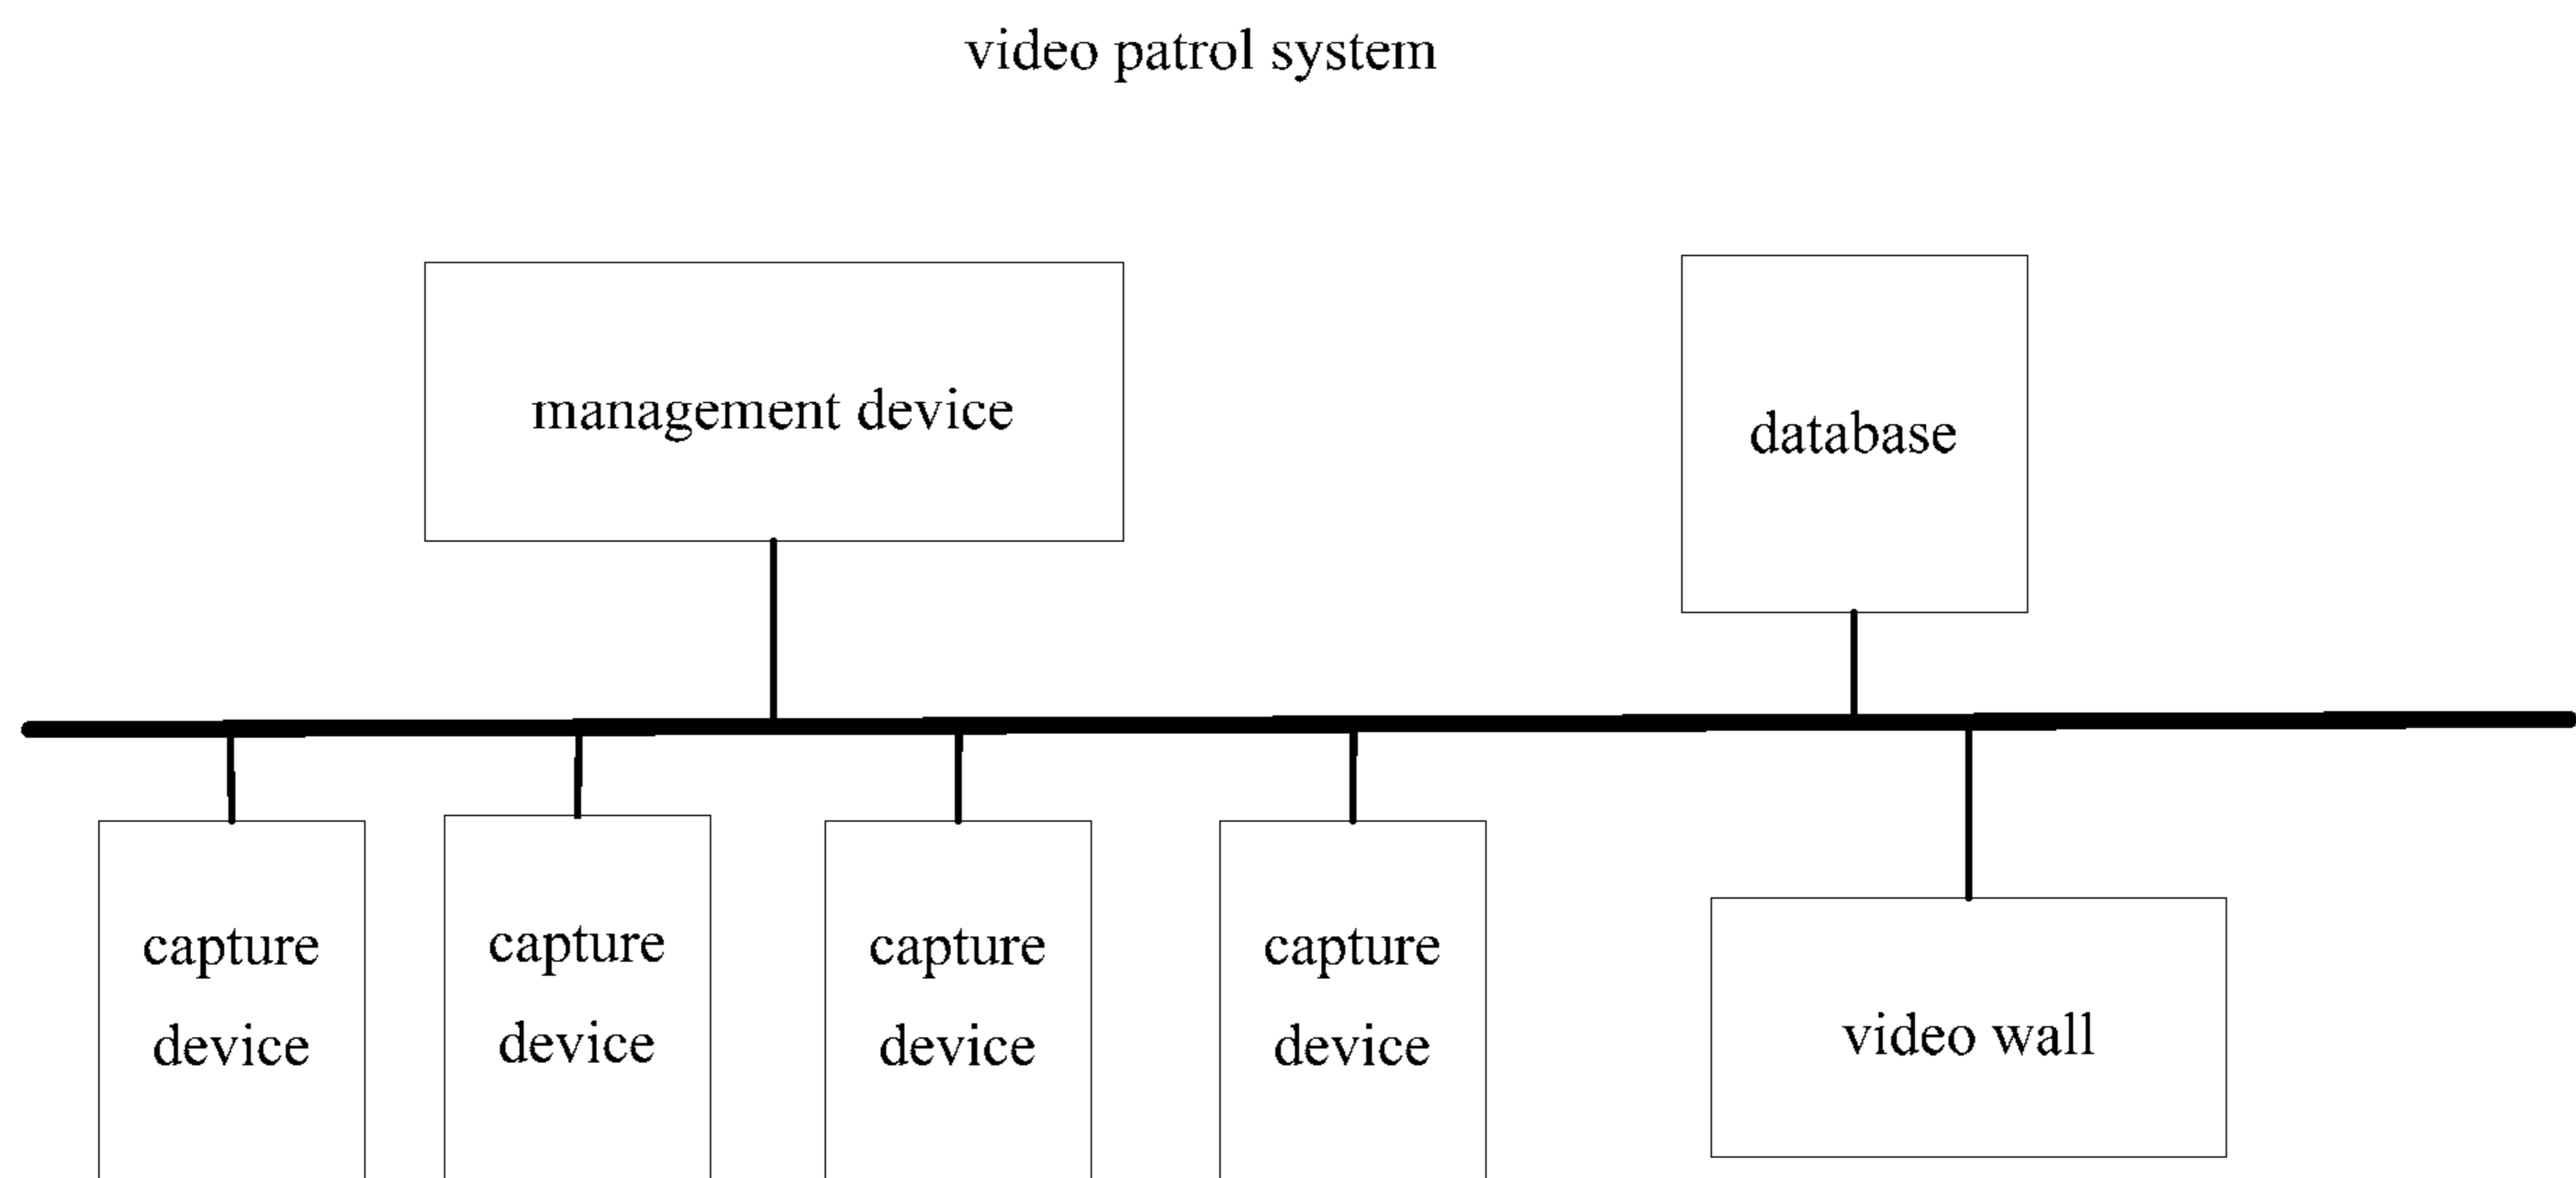 video patrol system
management device
database
capture
device
capture
device
capture
device
capture
device
video wall